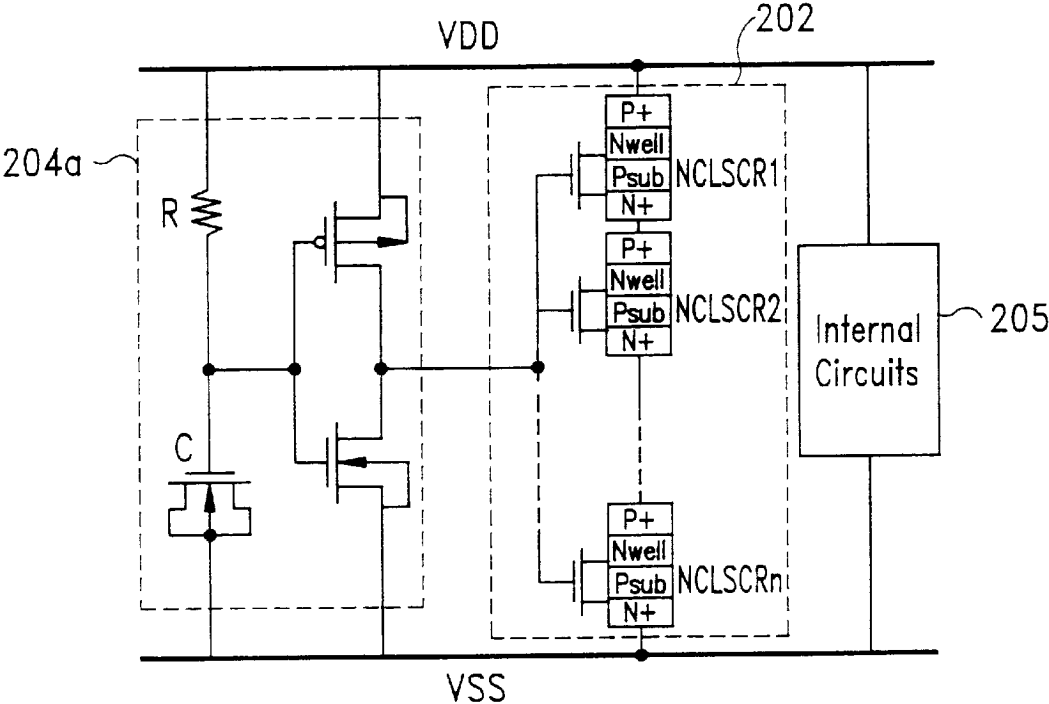 202
VDD
P+
Nwell
Psub
N+
NCLSCR1
204a
R
P+
Nwell
Psub
N+
NCLSCR2
205
Internal
Circuits
C
P+
Nwell
Psub
N+
NCLSCRn
VSS